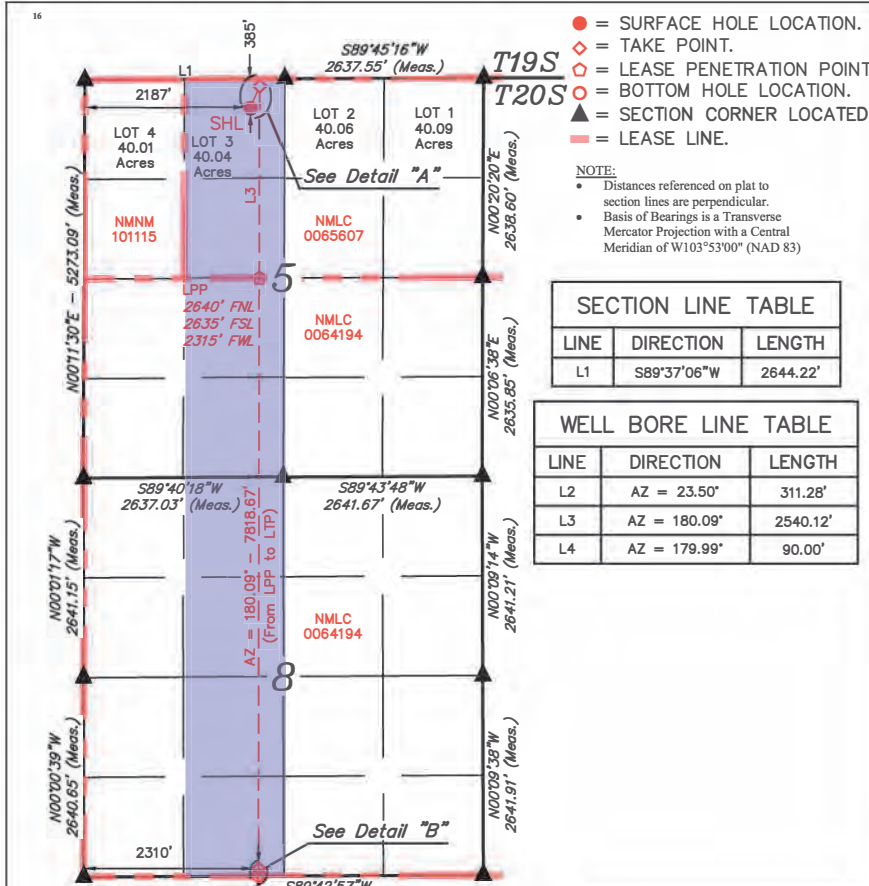 16
385'
S89°45'16"W
2637.55' (Meas.)
L1
T19S
T20S
2187'
SHL
LOT 4
40.01
Acres
LOT 3
40.04
Acres
LOT 2
40.06
Acres
LOT 1
40.09
Acres
See Detail "A"
L3
N00°11'30"E - 5273.09' (Meas.)
N00°20'20"E
2638.60' (Meas.)
NMNM
101115
NMLC
0065607
5
LPP
2640' FNL
2635' FSL
2315' FWL
NMLC
0064194
N00°06'38"E
2635.85' (Meas.)
S89°40'18"W
2637.03' (Meas.)
S89°43'48"W
2641.67' (Meas.)
N00°01'17"W
2641.15' (Meas.)
AZ = 180.09° - 7818.67'
(From LPP to LTP)
N00°09'14"W
2641.21' (Meas.)
NMLC
0064194
8
N00°00'39"W
2640.65' (Meas.)
N00°09'38"W
2641.91' (Meas.)
See Detail "B"
2310'
S89°42'57"W
= SURFACE HOLE LOCATION.
= TAKE POINT.
= LEASE PENETRATION POINT
= BOTTOM HOLE LOCATION.
= SECTION CORNER LOCATED
= LEASE LINE.
NOTE:
• Distances referenced on plat to
section lines are perpendicular.
• Basis of Bearings is a Transverse
Mercator Projection with a Central
Meridian of W103°53'00" (NAD 83)
SECTION LINE TABLE
LINE DIRECTION LENGTH
L1 S89°37'06"W 2644.22'
WELL BORE LINE TABLE
LINE DIRECTION LENGTH
L2 AZ = 23.50° 311.28'
L3 AZ = 180.09° 2540.12'
L4 AZ = 179.99° 90.00'